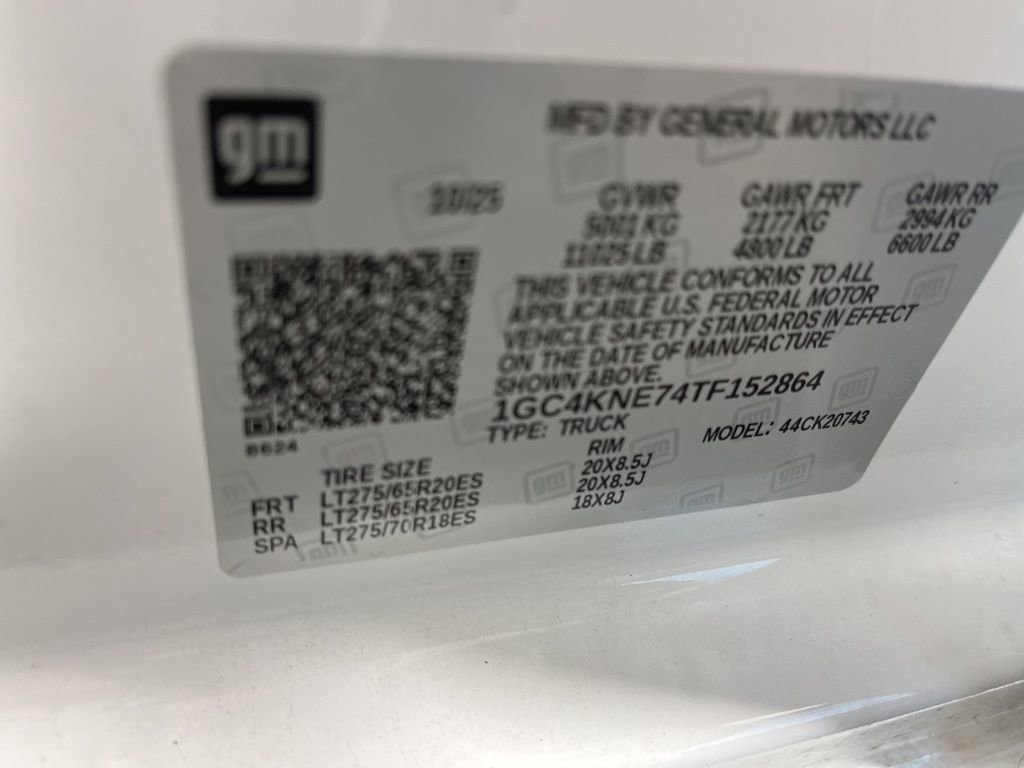 gm
MFD BY GENERAL MOTORS LLC
10/25 GVWR GAWR FRT GAWR RR
5001 KG 2177 KG 2994 KG
11025 LB 4800 LB 6600 LB
THIS VEHICLE CONFORMS TO ALL
APPLICABLE U.S. FEDERAL MOTOR
VEHICLE SAFETY STANDARDS IN EFFECT
ON THE DATE OF MANUFACTURE
SHOWN ABOVE.
1GC4KNE74TF152864
TYPE: TRUCK MODEL: 44CK20743
8624
TIRE SIZE RIM
FRT LT275/65R20ES 20X8.5J
RR LT275/65R20ES 20X8.5J
SPA LT275/70R18ES 18X8J